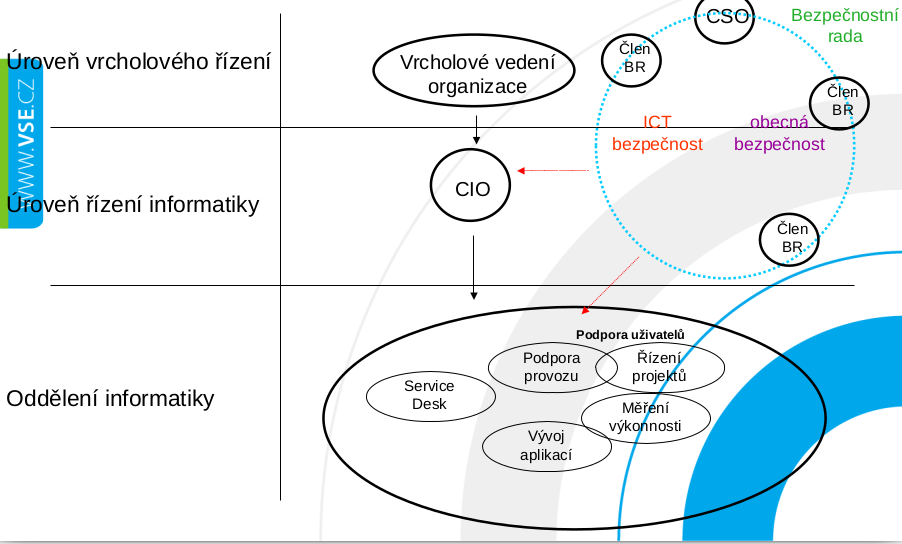 CSO
Bezpečnostní
rada
Úroveň vrcholového řízení
Vrcholové vedení
organizace
Člen
BR
Člen
BR
ICT
bezpečnost
obecná
bezpečnost
WWW.VSE.CZ
CIO
Úroveň řízení informatiky
Člen
BR
Podpora uživatelů
Podpora
provozu
Řízení
projektů
Service
Desk
Oddělení informatiky
Měření
výkonnosti
Vývoj
aplikací